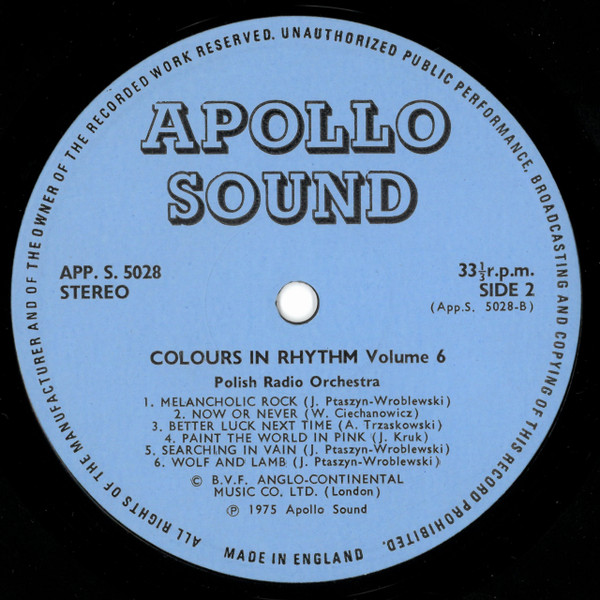 ALL RIGHTS OF THE MANUFACTURER AND OF THE OWNER OF THE RECORDED WORK RESERVED. UNAUTHORIZED PUBLIC PERFORMANCE, BROADCASTING AND COPYING OF THIS RECORD PROHIBITED.
APOLLO
SOUND
APP. S. 5028
STEREO
33⅓r.p.m.
SIDE 2
(App.S. 5028-B)
COLOURS IN RHYTHM Volume 6
Polish Radio Orchestra
1. MELANCHOLIC ROCK (J. Ptaszyn-Wroblewski)
2. NOW OR NEVER (W. Ciechanowicz)
3. BETTER LUCK NEXT TIME (A. Trzaskowski)
4. PAINT THE WORLD IN PINK (J. Kruk)
5. SEARCHING IN VAIN (J. Ptaszyn-Wroblewski)
6. WOLF AND LAMB (J. Ptaszyn-Wroblewski)
© B.V.F. ANGLO-CONTINENTAL
MUSIC CO. LTD. (London)
℗ 1975 Apollo Sound
MADE IN ENGLAND